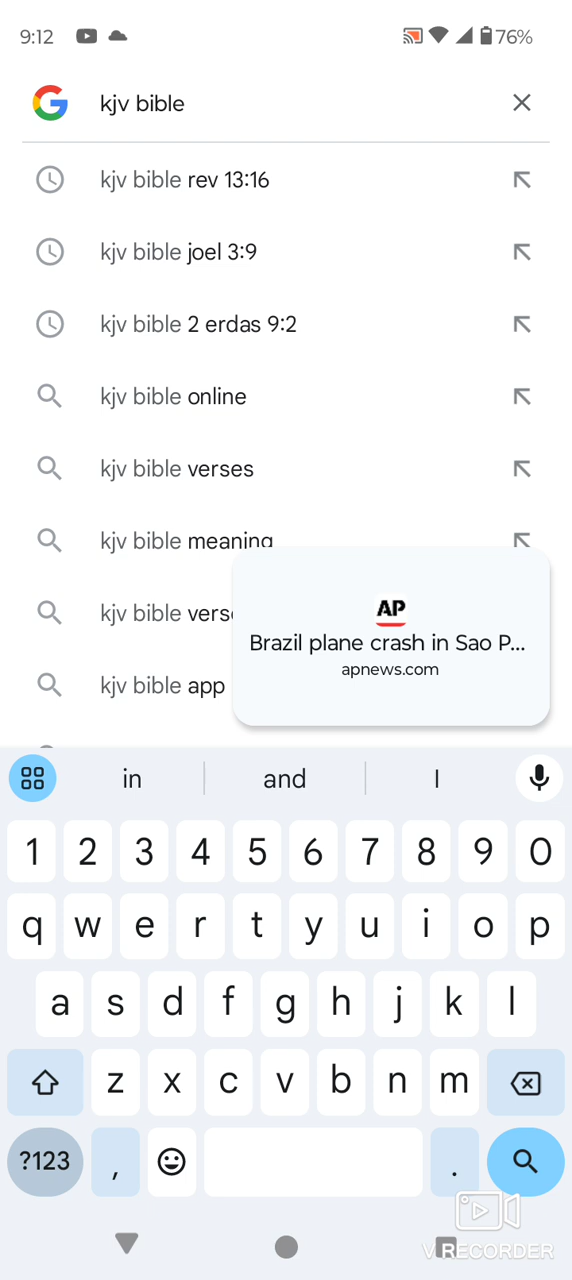 9:12 76%
kjv bible
kjv bible rev 13:16
kjv bible joel 3:9
kjv bible 2 erdas 9:2
kjv bible online
kjv bible verses
kjv bible meaning
kjv bible
kjv bible app
AP
Brazil plane crash in Sao P...
apnews.com
in and I
1 2 3 4 5 6 7 8 9 0
q w e r t y u i o p
a s d f g h j k l
z x c v b n m
?123 , .
VRECORDER